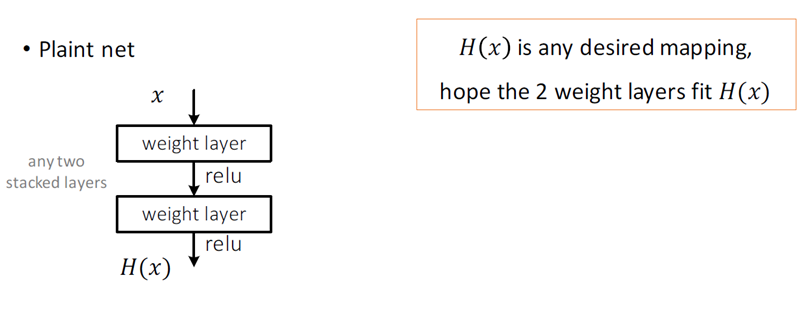 • Plaint net
x
weight layer
relu
weight layer
relu
H(x)
any two
stacked layers
H(x) is any desired mapping,
hope the 2 weight layers fit H(x)